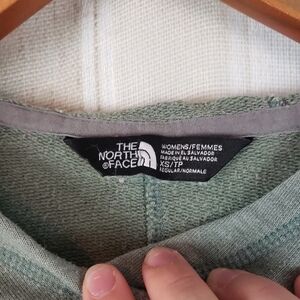 THE
NORTH
®FACE
WOMENS/FEMMES
MADE IN EL SALVADOR
FABRIQUÉ AU SALVADOR
XS/TP
REGULAR/NORMALE